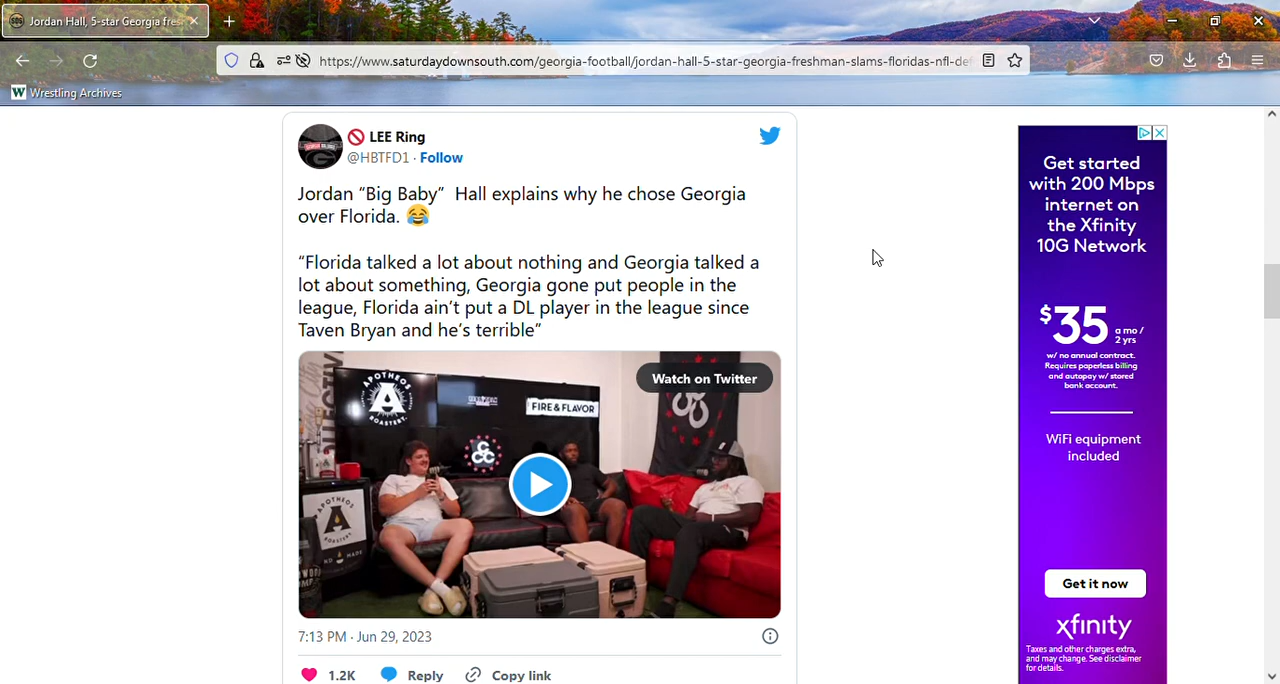 Jordan Hall, 5-star Georgia fres
https://www.saturdaydownsouth.com/georgia-football/jordan-hall-5-star-georgia-freshman-slams-floridas-nfl-de
W Wrestling Archives
LEE Ring
@HBTFD1 · Follow
Jordan “Big Baby” Hall explains why he chose Georgia
over Florida. 😂
“Florida talked a lot about nothing and Georgia talked a
lot about something, Georgia gone put people in the
league, Florida ain’t put a DL player in the league since
Taven Bryan and he’s terrible”
Watch on Twitter
APOTHEOS
ROASTERY.
FIRE & FLAVOR
CCC
APOTHEOS
ROASTERY
7:13 PM · Jun 29, 2023
1.2K
Reply
Copy link
Get started
with 200 Mbps
internet on
the Xfinity
10G Network
$35 a mo /
2 yrs
w/ no annual contract.
Requires paperless billing
and autopay w/ stored
bank account.
WiFi equipment
included
Get it now
xfinity
Taxes and other charges extra,
and may change. See disclaimer
for details.